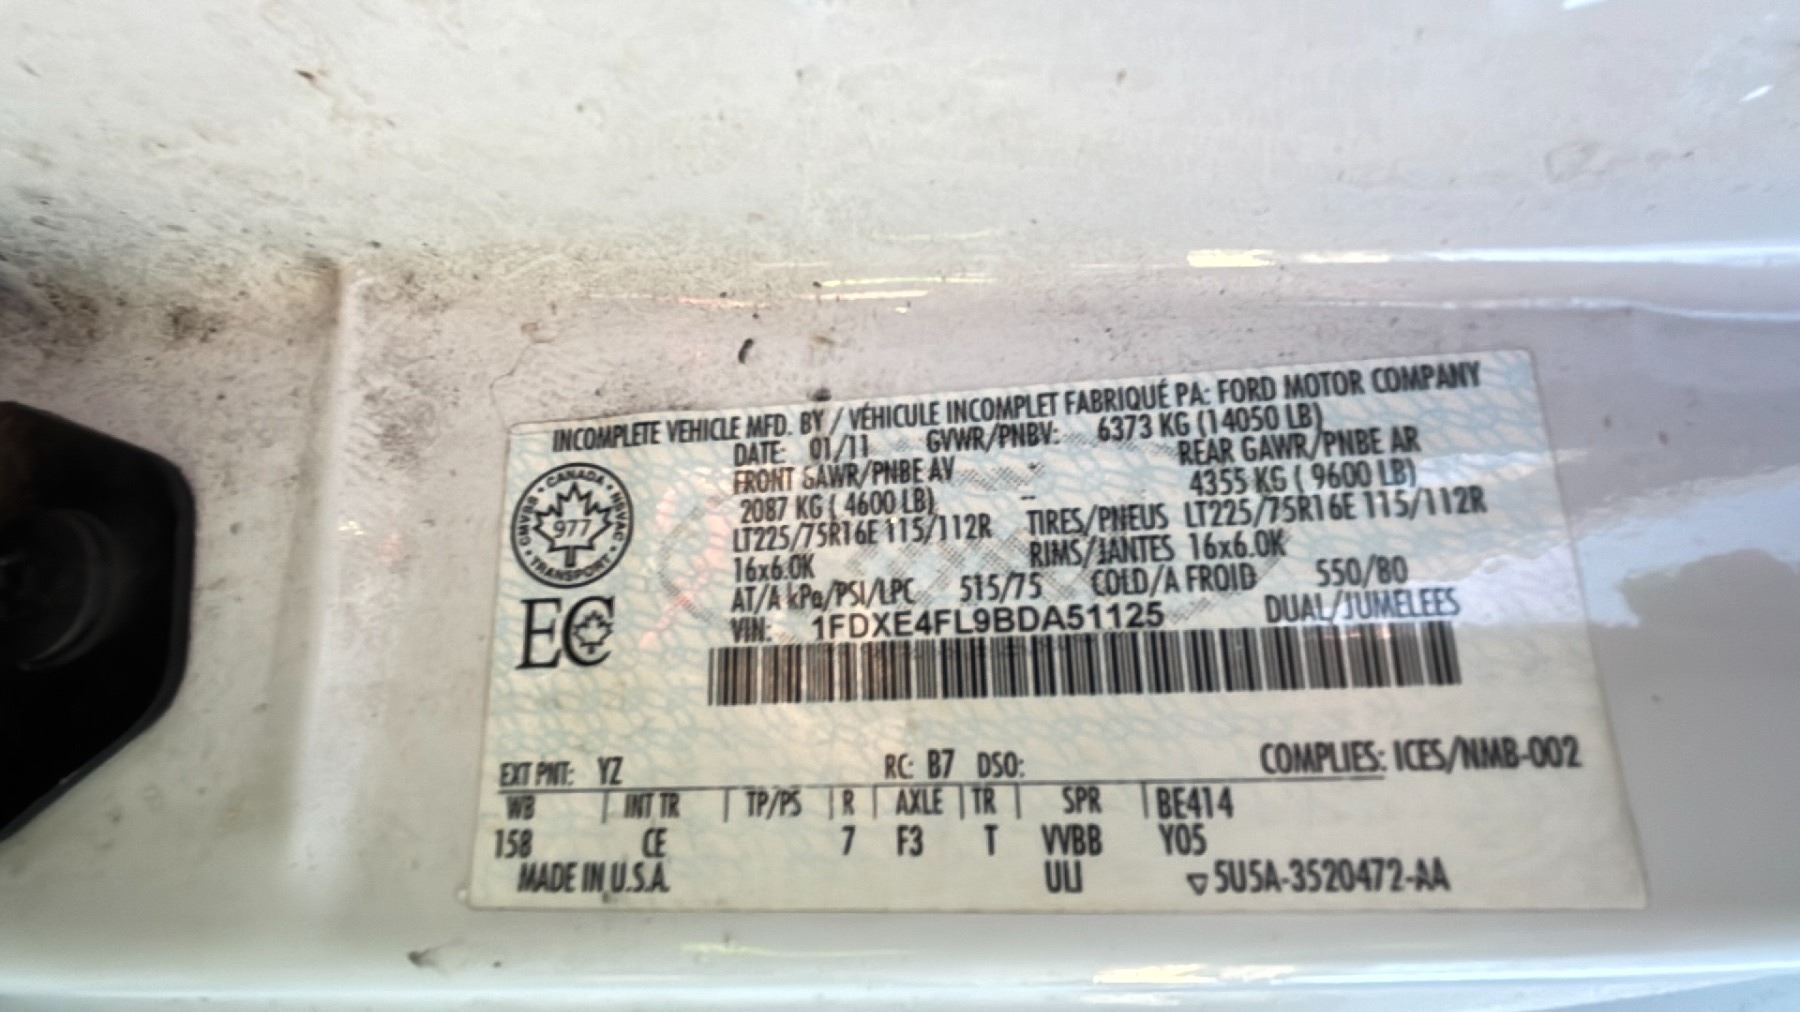 INCOMPLETE VEHICLE MFD. BY / VÉHICULE INCOMPLET FABRIQUÉ PA: FORD MOTOR COMPANY
DATE: 01/11 GVWR/PNBV: 6373 KG (14050 LB)
FRONT GAWR/PNBE AV REAR GAWR/PNBE AR
2087 KG ( 4600 LB) 4355 KG ( 9600 LB)
LT225/75R16E 115/112R TIRES/PNEUS LT225/75R16E 115/112R
16x6.0K RIMS/JANTES 16x6.0K
AT/A kPa/PSI/LPC 515/75 COLD/A FROID 550/80
VIN: 1FDXE4FL9BDA51125 DUAL/JUMELEES
CANADA
CMVSS NSVAC
977
TRANSPORT
EC
EXT PNT: YZ RC: B7 DSO: COMPLIES: ICES/NMB-002
WB | INT TR | TP/PS | R | AXLE | TR | SPR | BE414
158 CE 7 F3 T VVBB Y05
MADE IN U.S.A. ULI ▽5U5A-3520472-AA